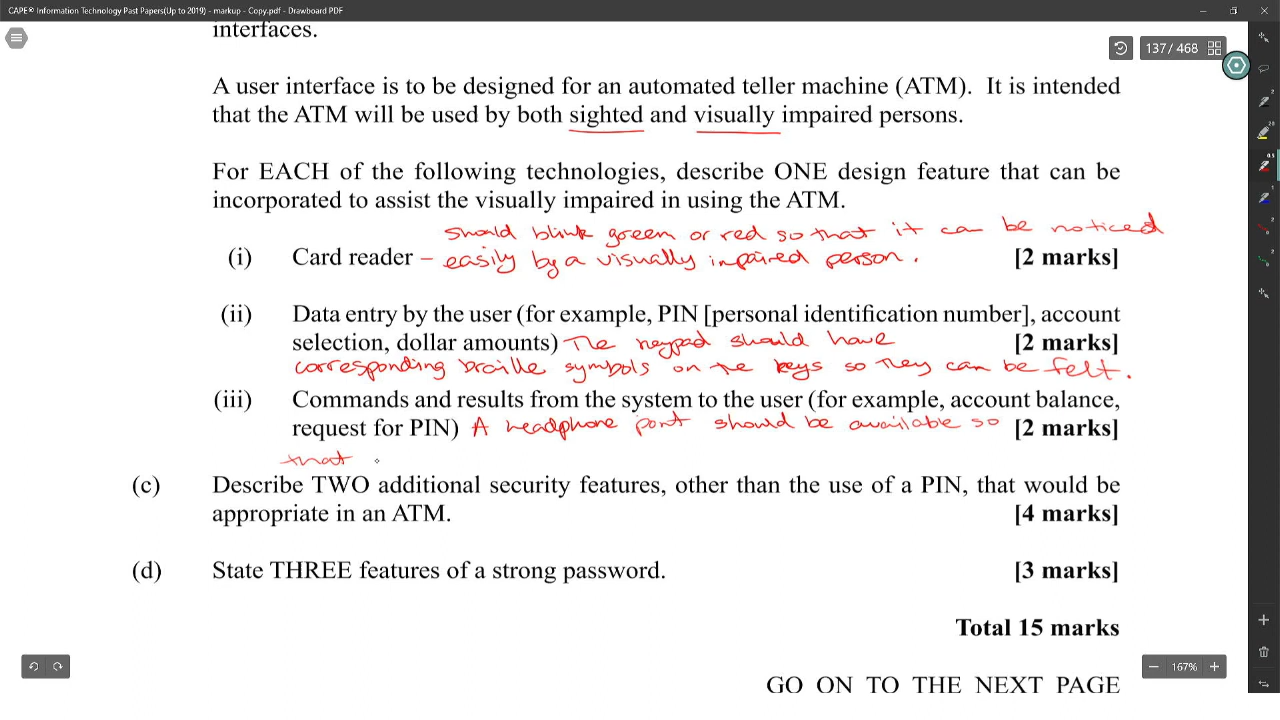 CAPE® Information Technology Past Papers(Up to 2019) - markup - Copy.pdf - Drawboard PDF
interfaces.
137 / 468
A user interface is to be designed for an automated teller machine (ATM). It is intended
that the ATM will be used by both sighted and visually impaired persons.
For EACH of the following technologies, describe ONE design feature that can be
incorporated to assist the visually impaired in using the ATM.
should blink green or red so that it can be noticed
(i) Card reader – easily by a visually impaired person. [2 marks]
(ii) Data entry by the user (for example, PIN [personal identification number], account
selection, dollar amounts) The keypad should have [2 marks]
corresponding braille symbols on the keys so they can be felt.
(iii) Commands and results from the system to the user (for example, account balance,
request for PIN) A headphone port should be available so [2 marks]
that
(c) Describe TWO additional security features, other than the use of a PIN, that would be
appropriate in an ATM. [4 marks]
(d) State THREE features of a strong password. [3 marks]
Total 15 marks
167%
GO ON TO THE NEXT PAGE